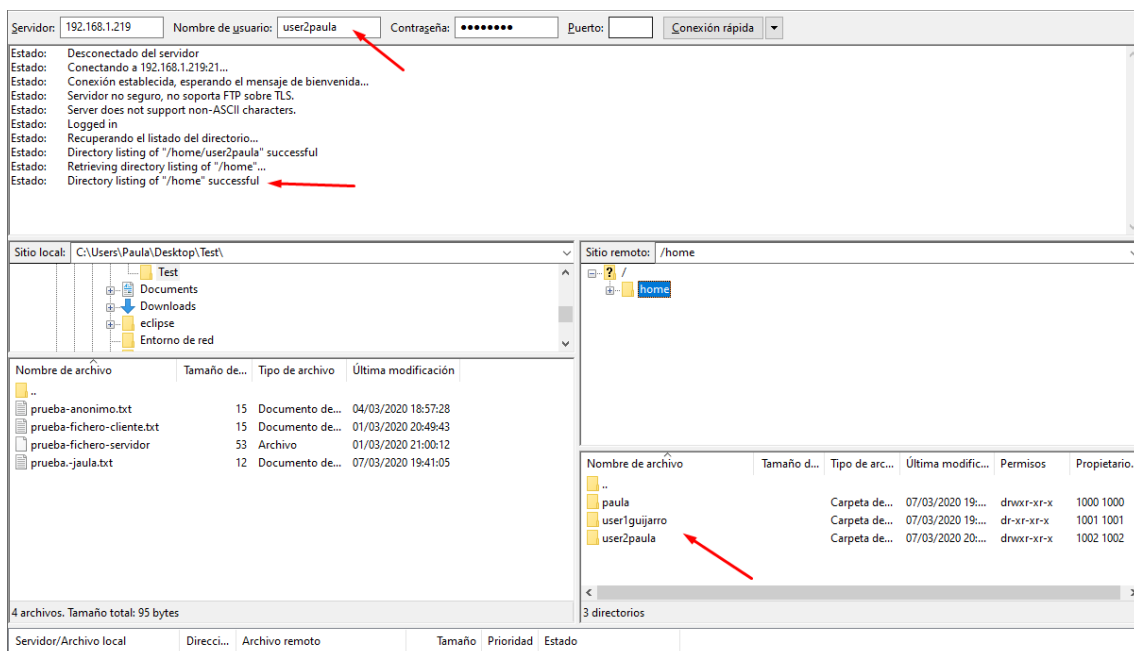 Servidor: 192.168.1.219 Nombre de usuario: user2paula Contraseña: ●●●●●●●● Puerto: Conexión rápida
Estado: Desconectado del servidor
Estado: Conectando a 192.168.1.219:21...
Estado: Conexión establecida, esperando el mensaje de bienvenida...
Estado: Servidor no seguro, no soporta FTP sobre TLS.
Estado: Server does not support non-ASCII characters.
Estado: Logged in
Estado: Recuperando el listado del directorio...
Estado: Directory listing of "/home/user2paula" successful
Estado: Retrieving directory listing of "/home"...
Estado: Directory listing of "/home" successful
Sitio local: C:\Users\Paula\Desktop\Test\
Test
Documents
Downloads
eclipse
Entorno de red
Nombre de archivo Tamaño de... Tipo de archivo Última modificación
..
prueba-anonimo.txt 15 Documento de... 04/03/2020 18:57:28
prueba-fichero-cliente.txt 15 Documento de... 01/03/2020 20:49:43
prueba-fichero-servidor 53 Archivo 01/03/2020 21:00:12
prueba.-jaula.txt 12 Documento de... 07/03/2020 19:41:05
4 archivos. Tamaño total: 95 bytes
Sitio remoto: /home
? /
home
Nombre de archivo Tamaño d... Tipo de arc... Última modific... Permisos Propietario.
..
paula Carpeta de... 07/03/2020 19:... drwxr-xr-x 1000 1000
user1guijarro Carpeta de... 07/03/2020 19:... dr-xr-xr-x 1001 1001
user2paula Carpeta de... 07/03/2020 20:... drwxr-xr-x 1002 1002
3 directorios
Servidor/Archivo local Direcci... Archivo remoto Tamaño Prioridad Estado